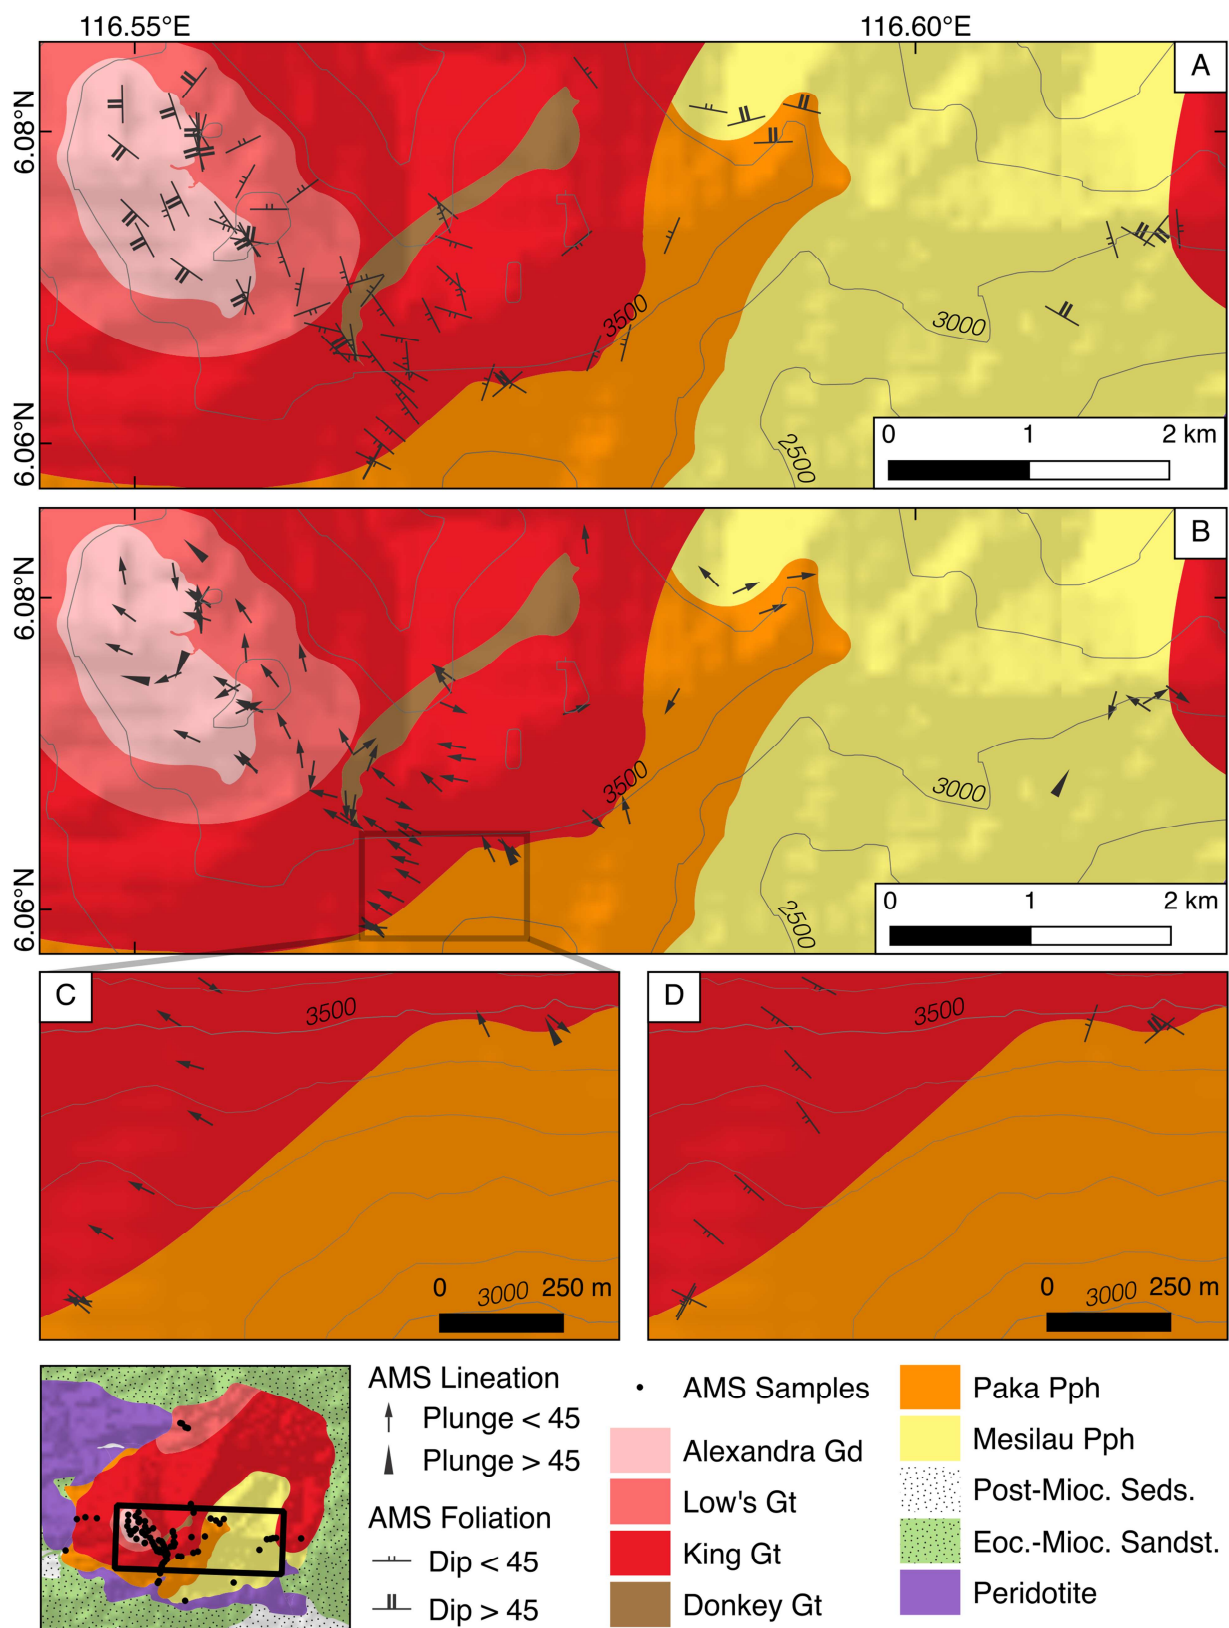 116.55°E
116.60°E
A
6.08°N
3500
3000
6.06°N
2500
0 1 2 km
B
6.08°N
3500
3000
6.06°N
2500
0 1 2 km
C
3500
0 250 m
3000
D
3500
0 250 m
3000
AMS Lineation
Plunge < 45
Plunge > 45
AMS Foliation
Dip < 45
Dip > 45
AMS Samples
Alexandra Gd
Low's Gt
King Gt
Donkey Gt
Paka Pph
Mesilau Pph
Post-Mioc. Seds.
Eoc.-Mioc. Sandst.
Peridotite